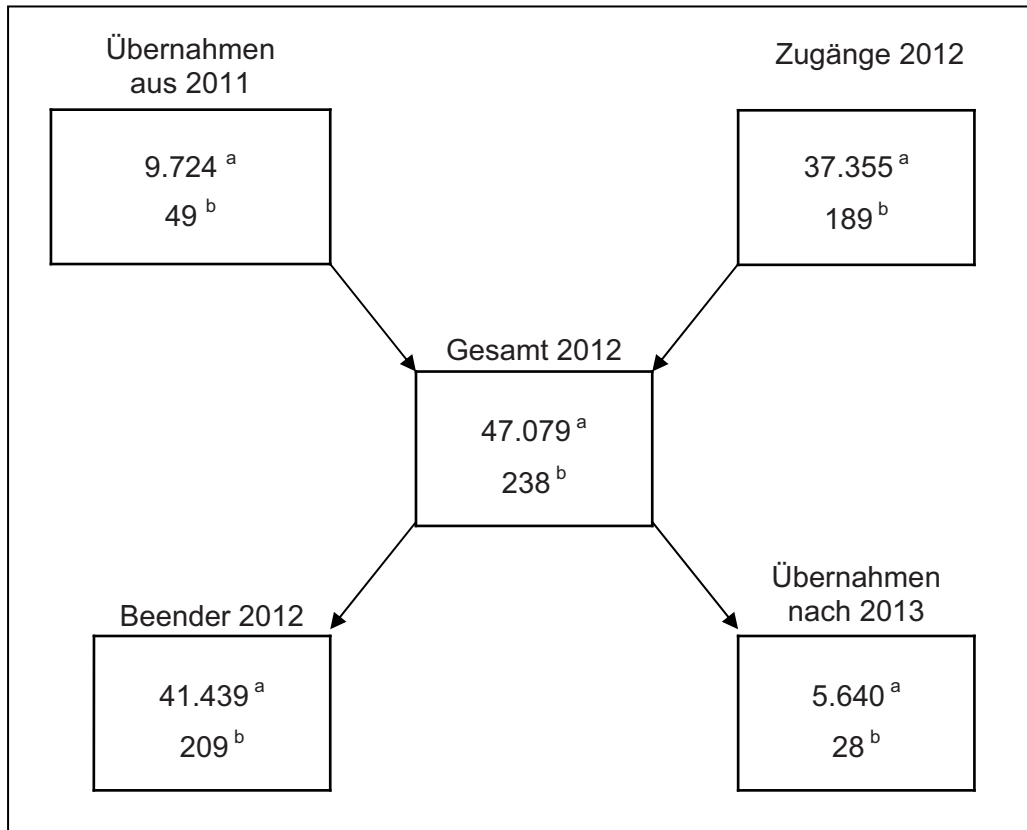 Übernahmen
aus 2011
9.724 a
49 b
Zugänge 2012
37.355 a
189 b
Gesamt 2012
47.079 a
238 b
Beender 2012
41.439 a
209 b
Übernahmen
nach 2013
5.640 a
28 b